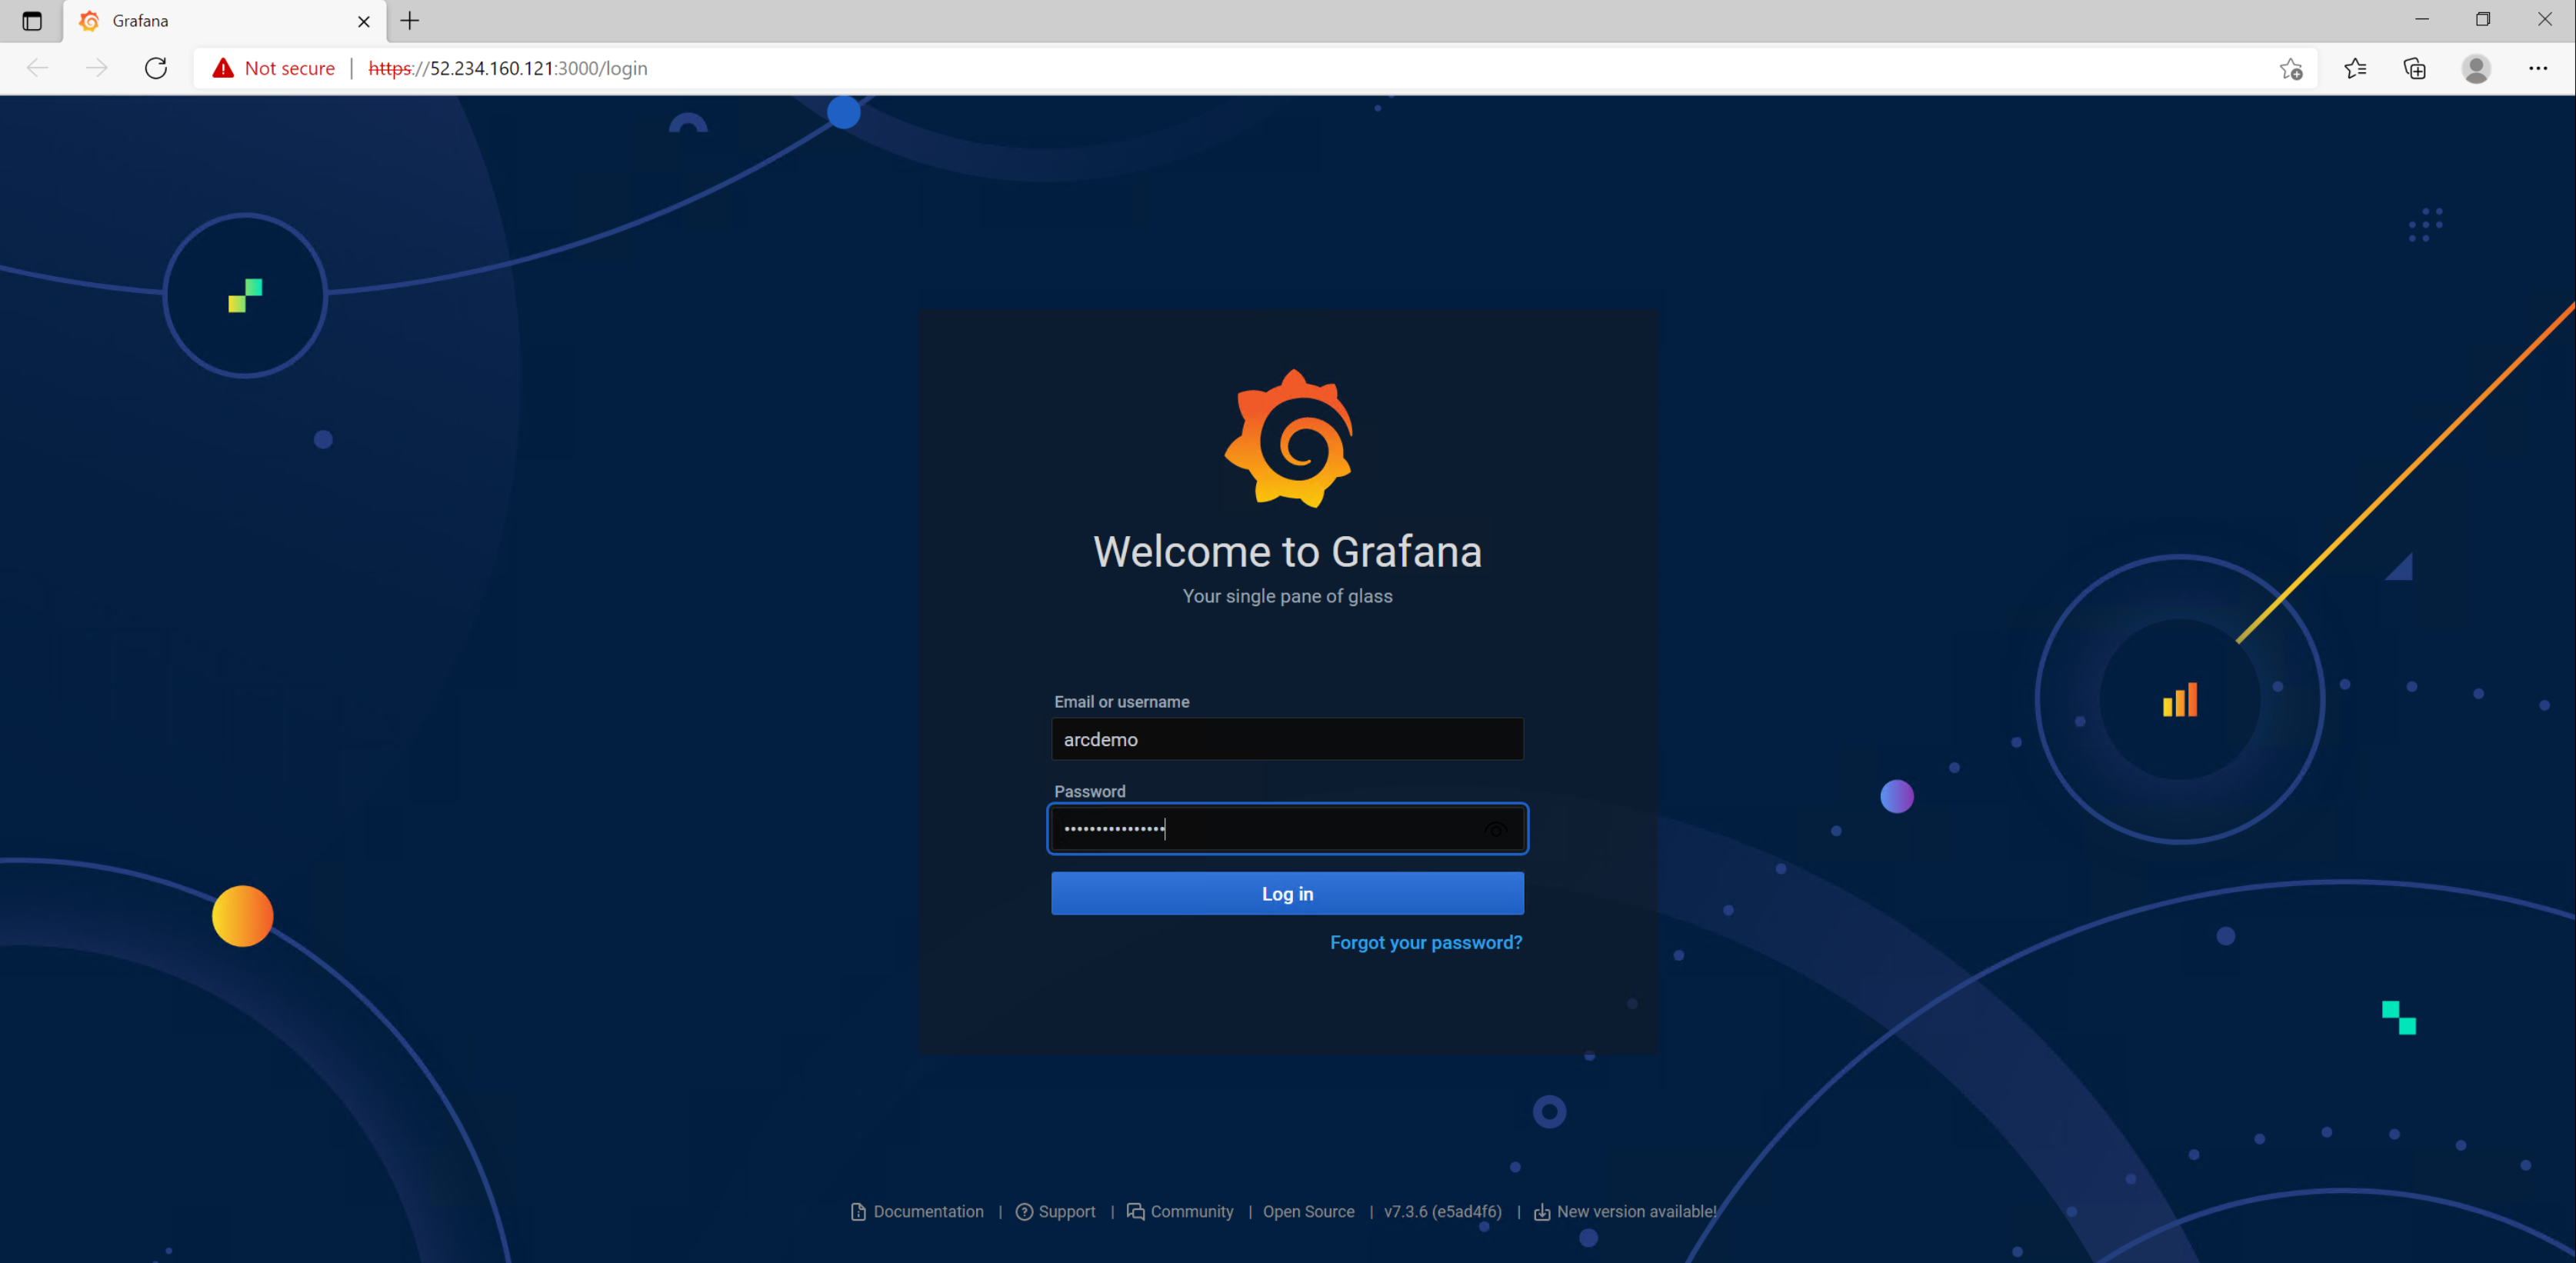 Grafana
Not secure | https://52.234.160.121:3000/login
Welcome to Grafana
Your single pane of glass
Email or username
arcdemo
Password
••••••••••••••••
Log in
Forgot your password?
Documentation | Support | Community | Open Source | v7.3.6 (e5ad4f6) | New version available!